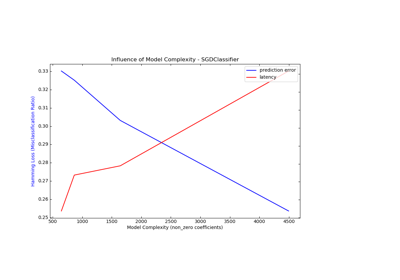 Influence of Model Complexity - SGDClassifier
prediction error
latency
Hamming Loss (Misclassification Ratio)
0.33
0.32
0.31
0.30
0.29
0.28
0.27
0.26
0.25
500 1000 1500 2000 2500 3000 3500 4000 4500
Model Complexity (non_zero coefficients)